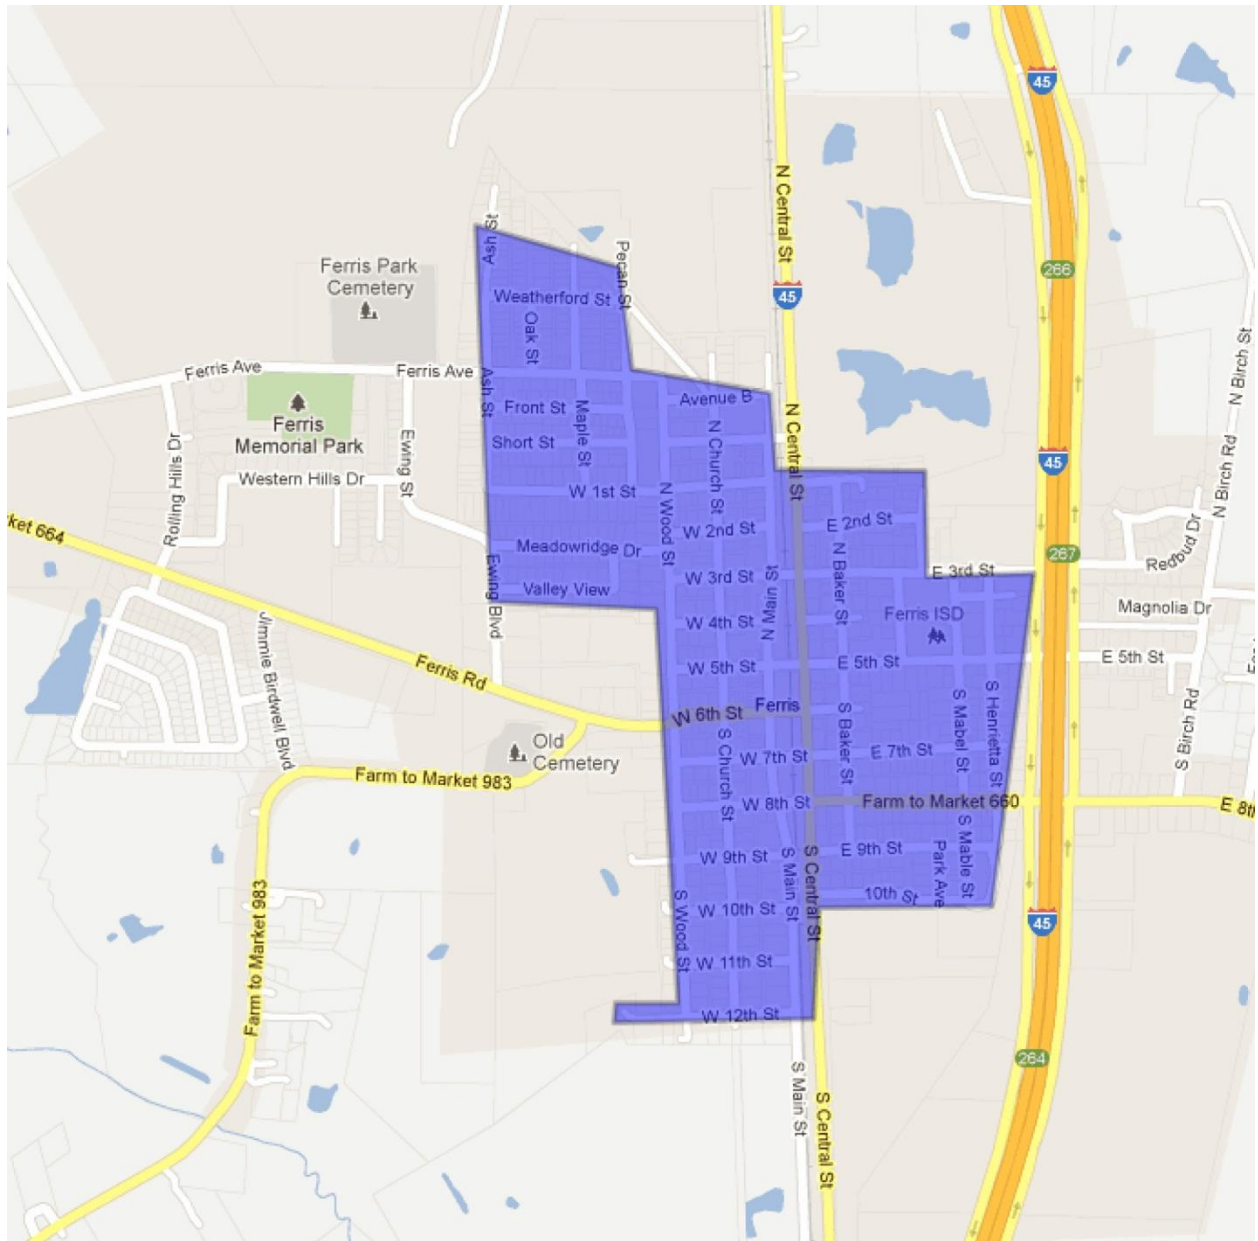 45
N Central St
Ash St
Pecan St
Ferris Park
Cemetery
266
45
Weatherford St
Oak St
N Birch St
Ferris Ave
Ferris Ave
Ash St
Avenue B
Front St
Maple St
N Central St
Ferris
Memorial Park
Ewing St
Short St
N Church St
Rolling Hills Dr
Western Hills Dr
45
N Birch Rd
W 1st St
N Wood St
E 2nd St
W 2nd St
ket 664
Meadowridge Dr
Redbud Dr
267
Ewing Blvd
Valley View
W 3rd St
N Main St
N Baker St
E 3rd St
Magnolia Dr
Ferris ISD
W 4th St
Jimmie Birdwell Blvd
Ferris Rd
W 5th St
E 5th St
E 5th St
S Henrietta St
S Mabel St
Ferris
W 6th St
S Baker St
S Birch Rd
Old
Cemetery
S Church St
W 7th St
E 7th St
Farm to Market 983
W 8th St
Farm to Market 660
E 8th
S Mable St
W 9th St
E 9th St
Park Ave
S Main St
S Central St
10th St
S Wood St
W 10th St
45
Farm to Market 983
W 11th St
W 12th St
264
S Main St
S Central St